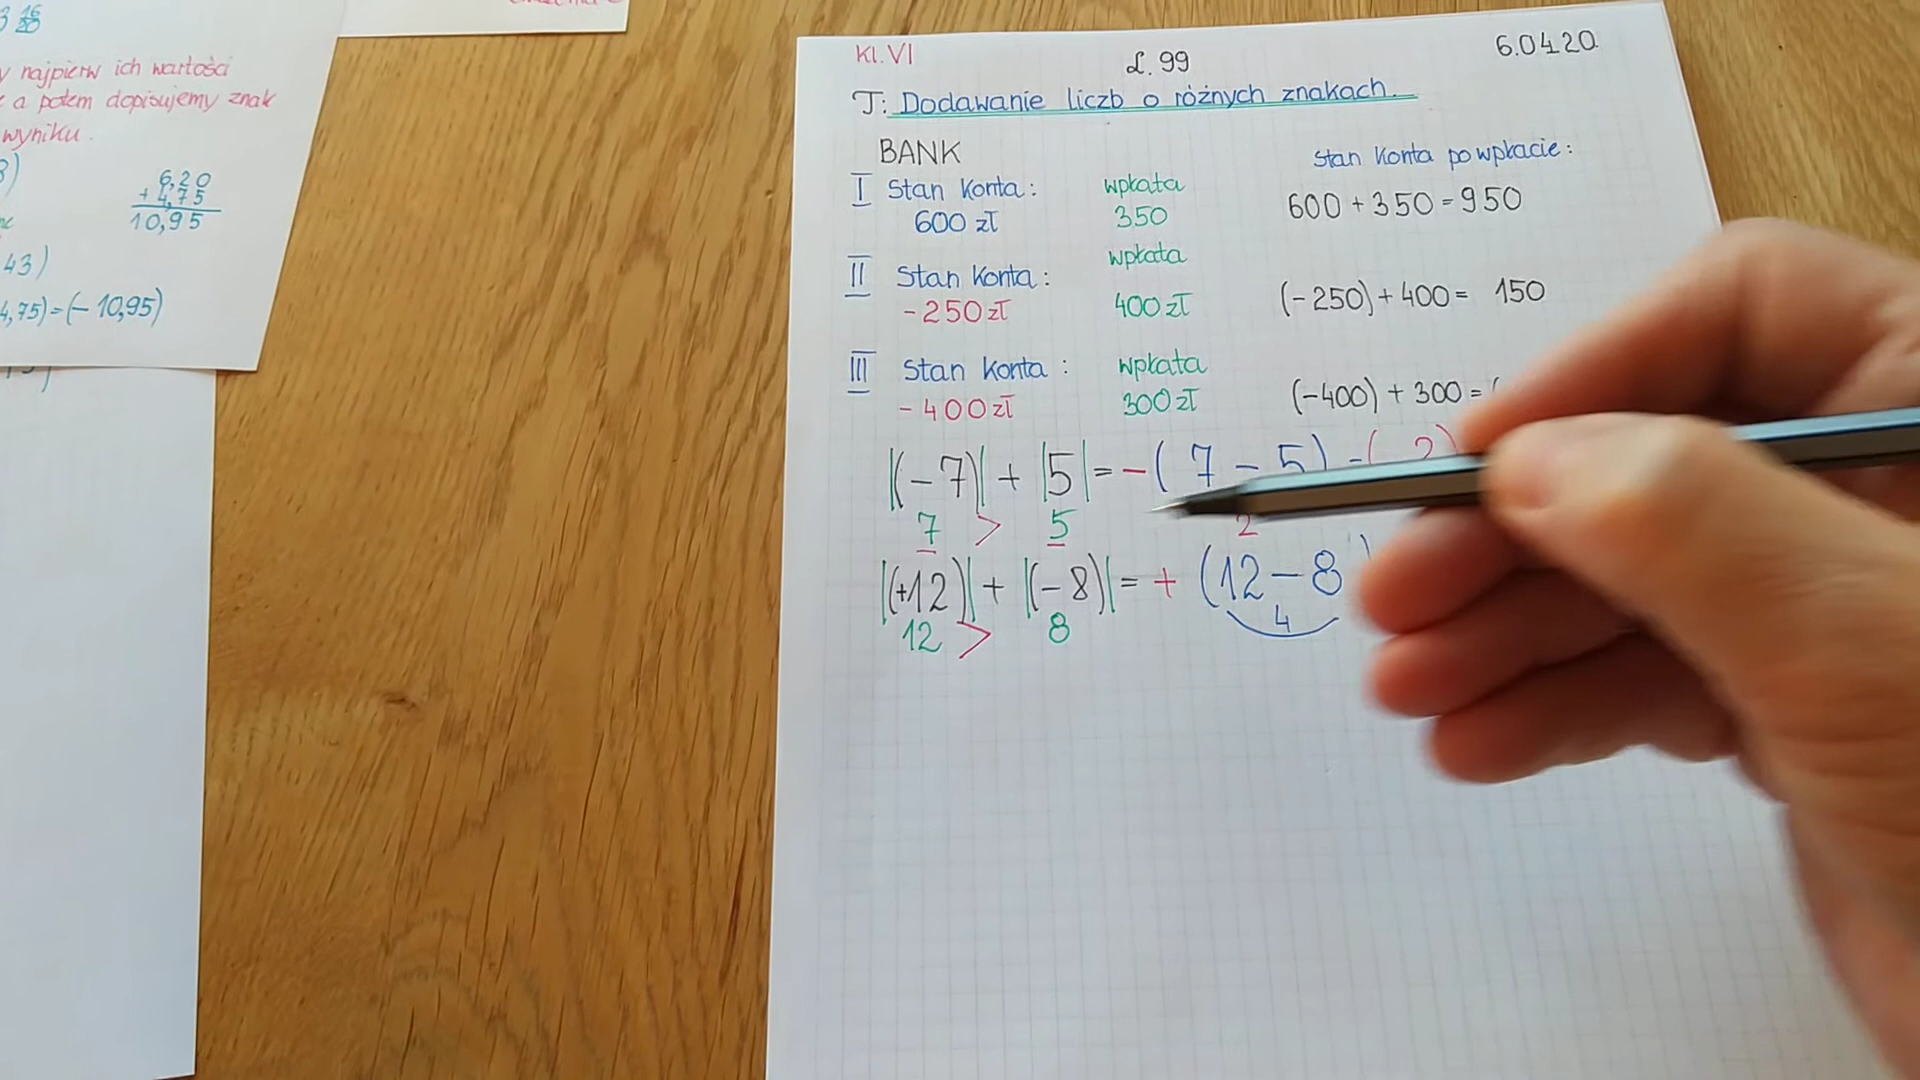 najpierw ich wartości
a potem dopisujemy znak
wyniku.
6,20
+ 4,75
10,95
43)
4,75)=(-10,95)
Kl. VI
L. 99
6.04.20
T: Dodawanie liczb o różnych znakach.
BANK
Stan konta po wpłacie:
I Stan konta: wpłata
600 zł 350 600 + 350 = 950
II Stan konta: wpłata
-250 zł 400 zł (-250) + 400 = 150
III Stan konta: wpłata
-400 zł 300 zł (-400) + 300 = (
|(-7)| + |5| = -(7 - 5) = (-2)
7 > 5 2
|(+12)| + |(-8)| = + (12 - 8)
12 > 8 4